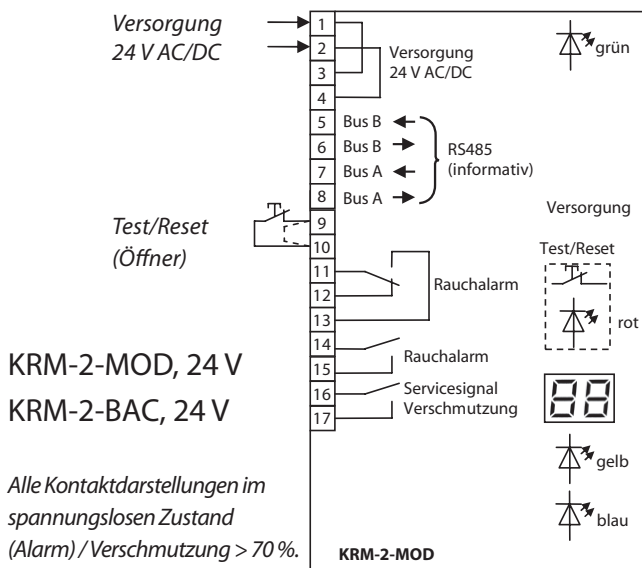 Versorgung
24 V AC/DC
1
2
3
4
5
6
7
8
9
10
11
12
13
14
15
16
17
Versorgung
24 V AC/DC
Bus B
Bus B
Bus A
Bus A
RS485
(informativ)
Test/Reset
(Öffner)
Rauchalarm
Rauchalarm
Servicesignal
Verschmutzung
grün
Versorgung
Test/Reset
rot
88
gelb
blau
KRM-2-MOD, 24 V
KRM-2-BAC, 24 V
Alle Kontaktdarstellungen im
spannungslosen Zustand
(Alarm) / Verschmutzung > 70 %.
KRM-2-MOD